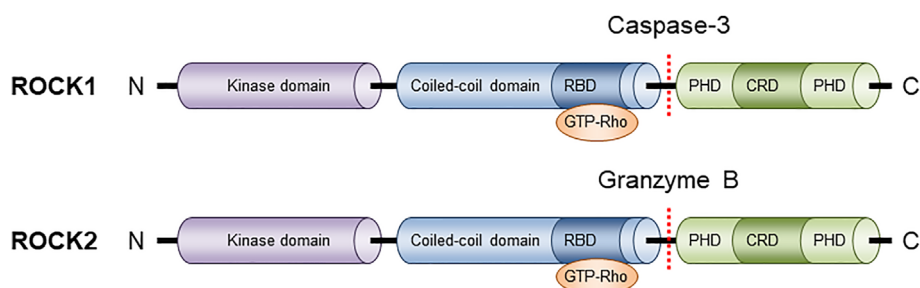 Caspase-3
ROCK1 N Kinase domain Coiled-coil domain RBD PHD CRD PHD C
GTP-Rho
Granzyme B
ROCK2 N Kinase domain Coiled-coil domain RBD PHD CRD PHD C
GTP-Rho